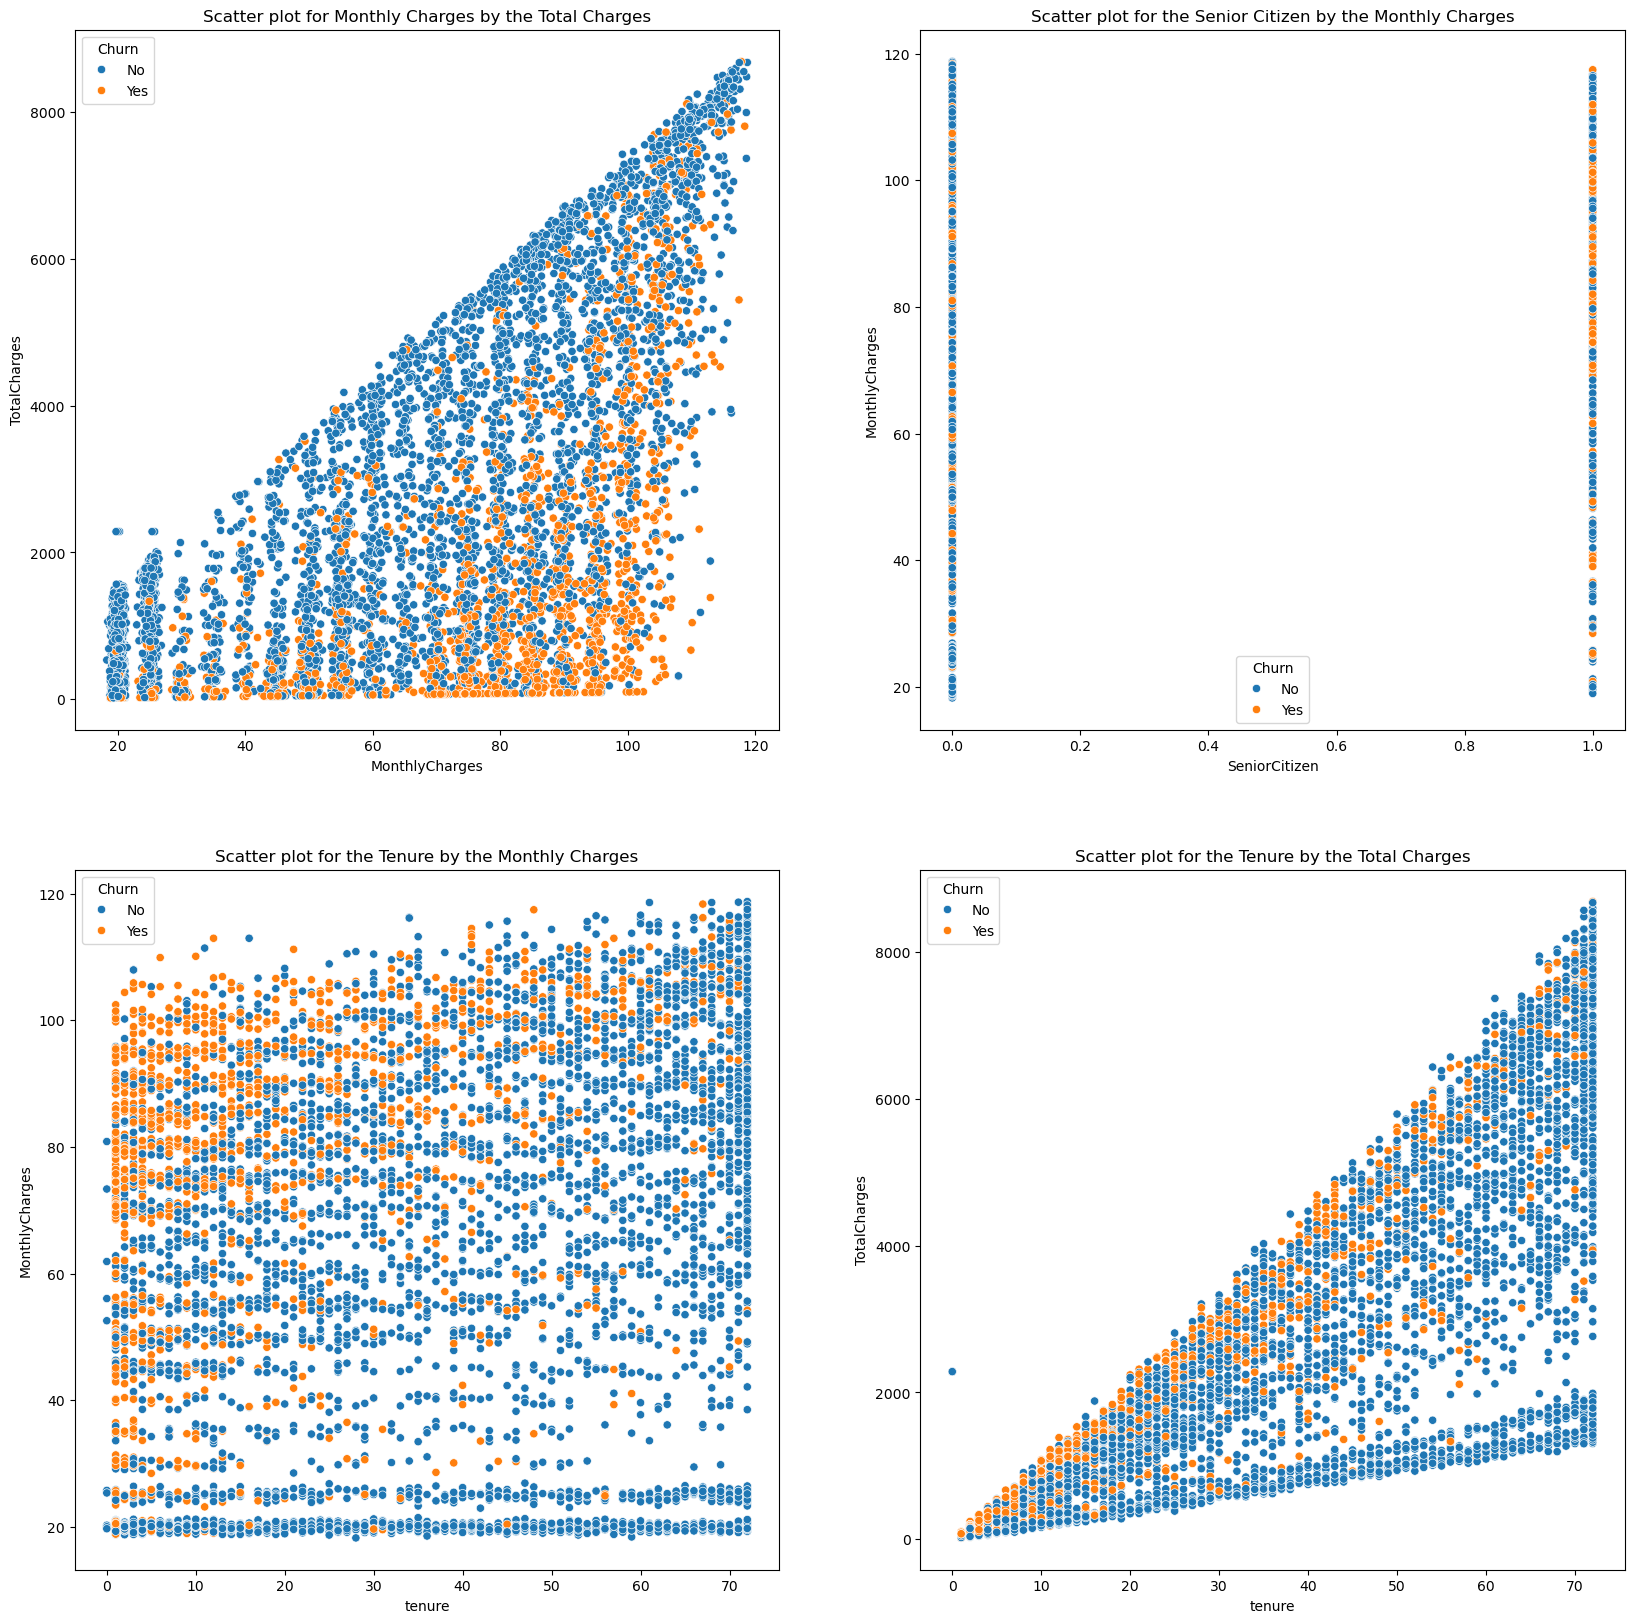 Scatter plot for Monthly Charges by the Total Charges
Churn
No
Yes
8000
6000
4000
2000
0
TotalCharges
20 40 60 80 100 120
MonthlyCharges
Scatter plot for the Senior Citizen by the Monthly Charges
120
100
80
60
40
20
MonthlyCharges
Churn
No
Yes
0.0 0.2 0.4 0.6 0.8 1.0
SeniorCitizen
Scatter plot for the Tenure by the Monthly Charges
Churn
No
Yes
120
100
80
60
40
20
MonthlyCharges
0 10 20 30 40 50 60 70
tenure
Scatter plot for the Tenure by the Total Charges
Churn
No
Yes
8000
6000
4000
2000
0
TotalCharges
0 10 20 30 40 50 60 70
tenure